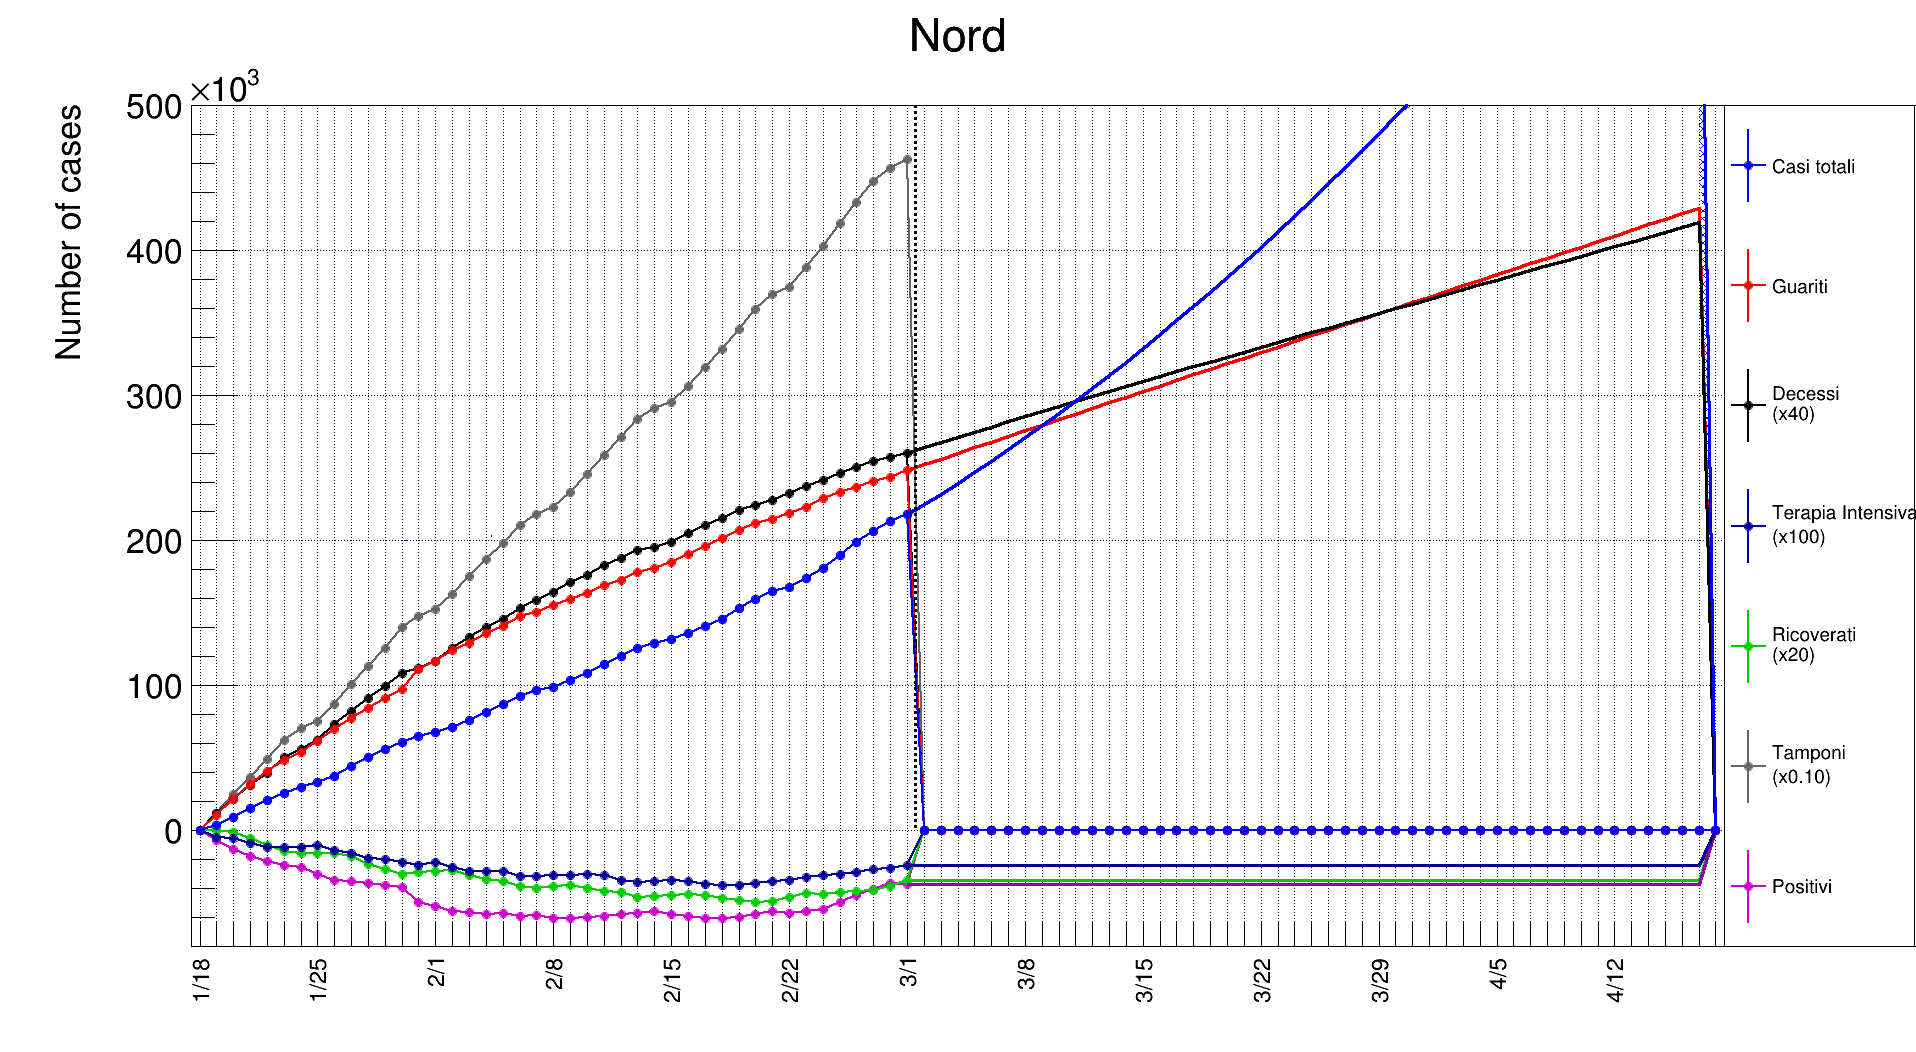 Nord
×10³
Number of cases
500
400
300
200
100
0
1/18
1/25
2/1
2/8
2/15
2/22
3/1
3/8
3/15
3/22
3/29
4/5
4/12
Casi totali
Guariti
Decessi
(x40)
Terapia Intensiva
(x100)
Ricoverati
(x20)
Tamponi
(x0.10)
Positivi